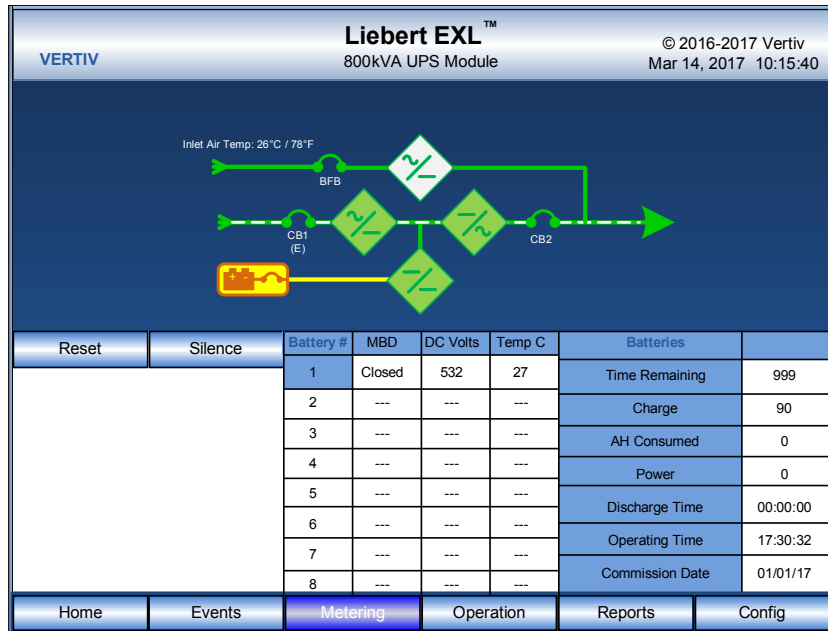 VERTIV
Liebert EXL™
800kVA UPS Module
© 2016-2017 Vertiv
Mar 14, 2017 10:15:40
Inlet Air Temp: 26°C / 78°F
BFB
CB1
(E)
CB2
+ -
Reset Silence
Battery # MBD DC Volts Temp C
1 Closed 532 27
2 --- --- ---
3 --- --- ---
4 --- --- ---
5 --- --- ---
6 --- --- ---
7 --- --- ---
8 --- --- ---
Batteries
Time Remaining 999
Charge 90
AH Consumed 0
Power 0
Discharge Time 00:00:00
Operating Time 17:30:32
Commission Date 01/01/17
Home Events Metering Operation Reports Config